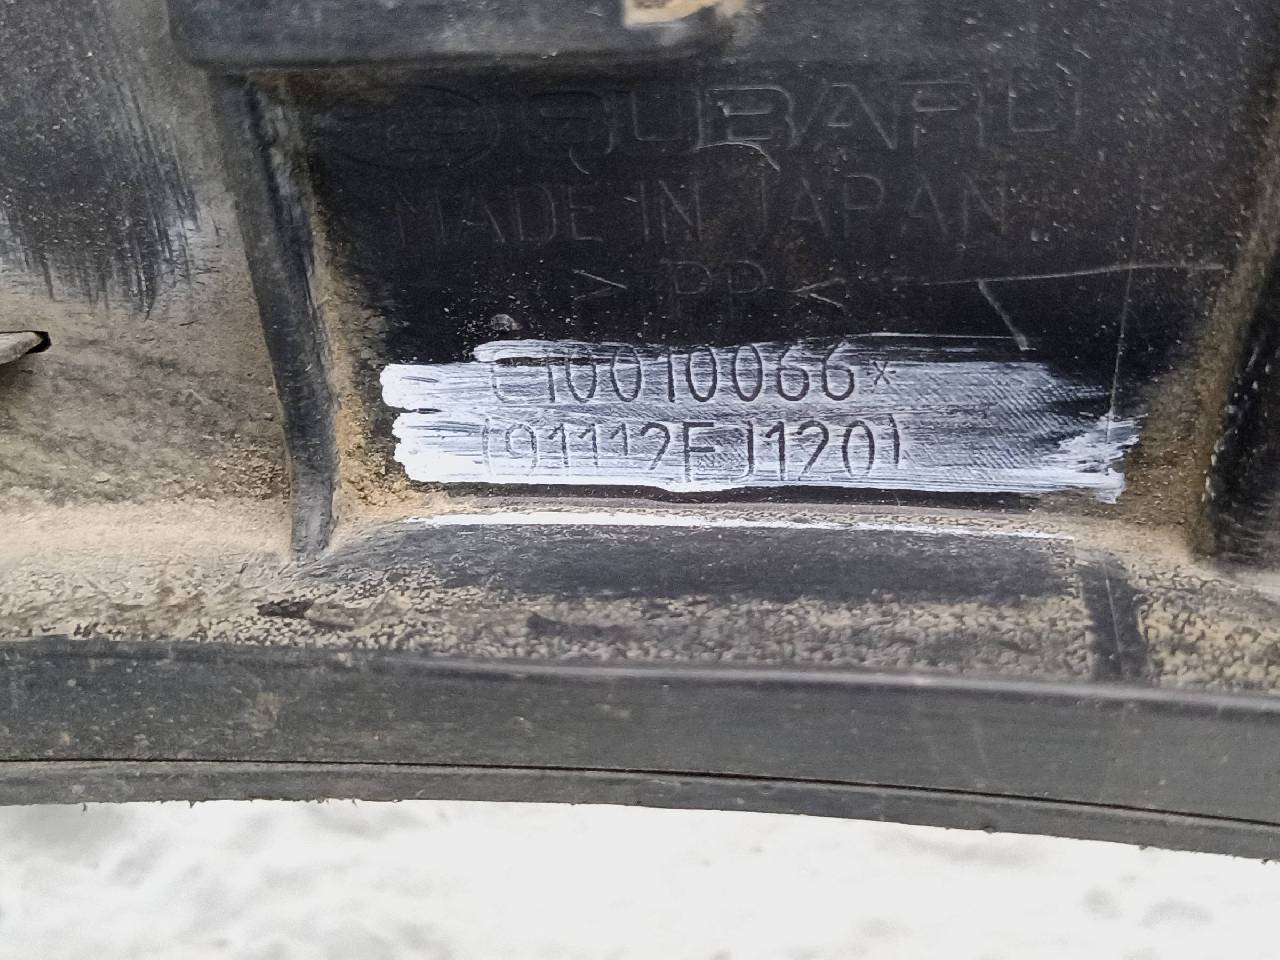 SUBARU
MADE IN JAPAN
>PP<
E10010066*
(91112FJ120)